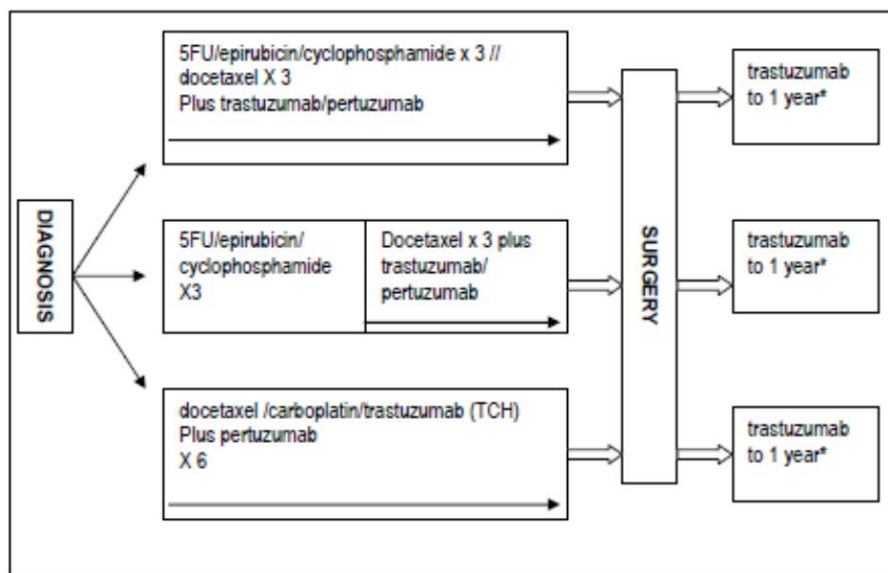 DIAGNOSIS
5FU/epirubicin/cyclophosphamide x 3 //
docetaxel X 3
Plus trastuzumab/pertuzumab
5FU/epirubicin/
cyclophosphamide
X3
Docetaxel x 3 plus
trastuzumab/
pertuzumab
docetaxel /carboplatin/trastuzumab (TCH)
Plus pertuzumab
X 6
SURGERY
trastuzumab
to 1 year*
trastuzumab
to 1 year*
trastuzumab
to 1 year*